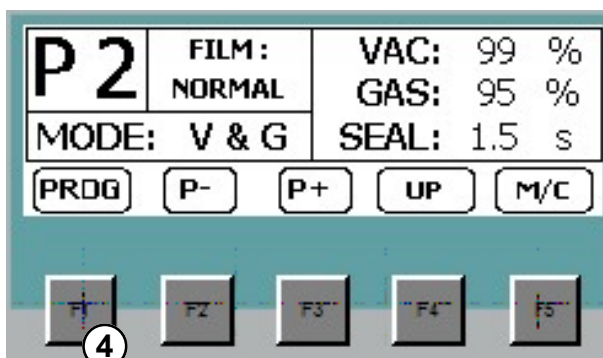 P 2 FILM : VAC: 99 %
NORMAL GAS: 95 %
MODE: V & G SEAL: 1.5 s
PROG P- P+ UP M/C
F1 F2 F3 F4 F5
4